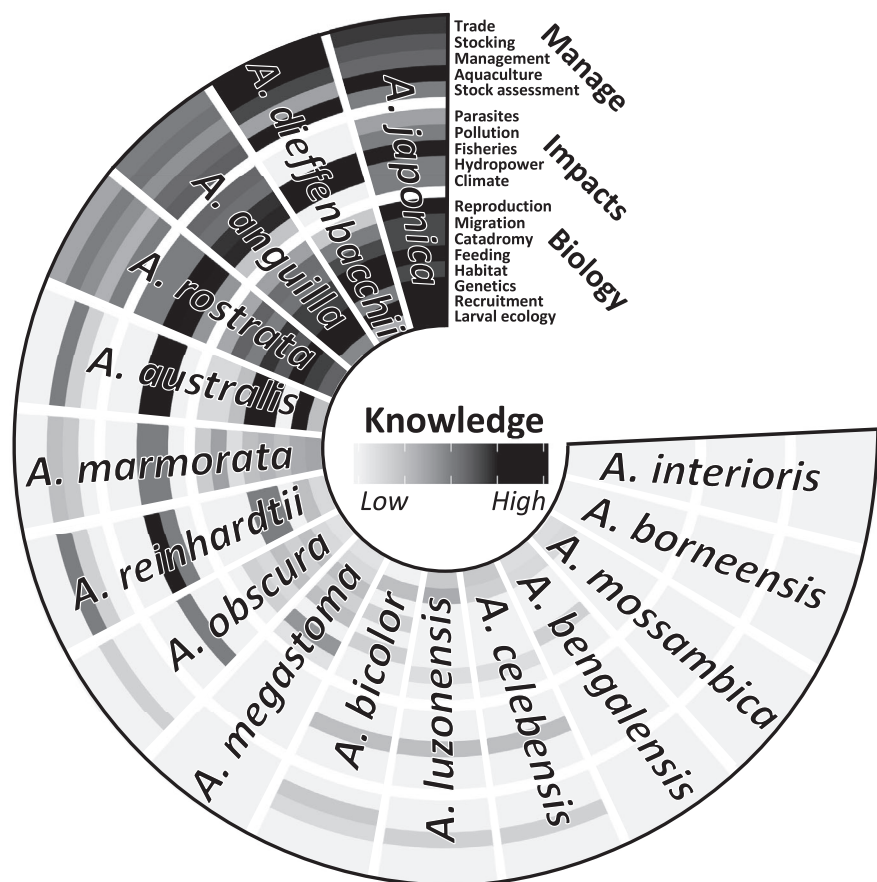 Trade
Stocking
Management
Aquaculture
Stock assessment
Manage
Parasites
Pollution
Fisheries
Hydropower
Climate
Impacts
Reproduction
Migration
Catadromy
Feeding
Habitat
Genetics
Recruitment
Larval ecology
Biology
A. japonica
A. dieffenbacchii
A. anguilla
A. rostrata
A. australis
A. marmorata
A. reinhardtii
A. obscura
A. megastoma
A. bicolor
A. luzonensis
A. celebensis
A. bengalensis
A. mossambica
A. borneensis
A. interioris
Knowledge
Low High